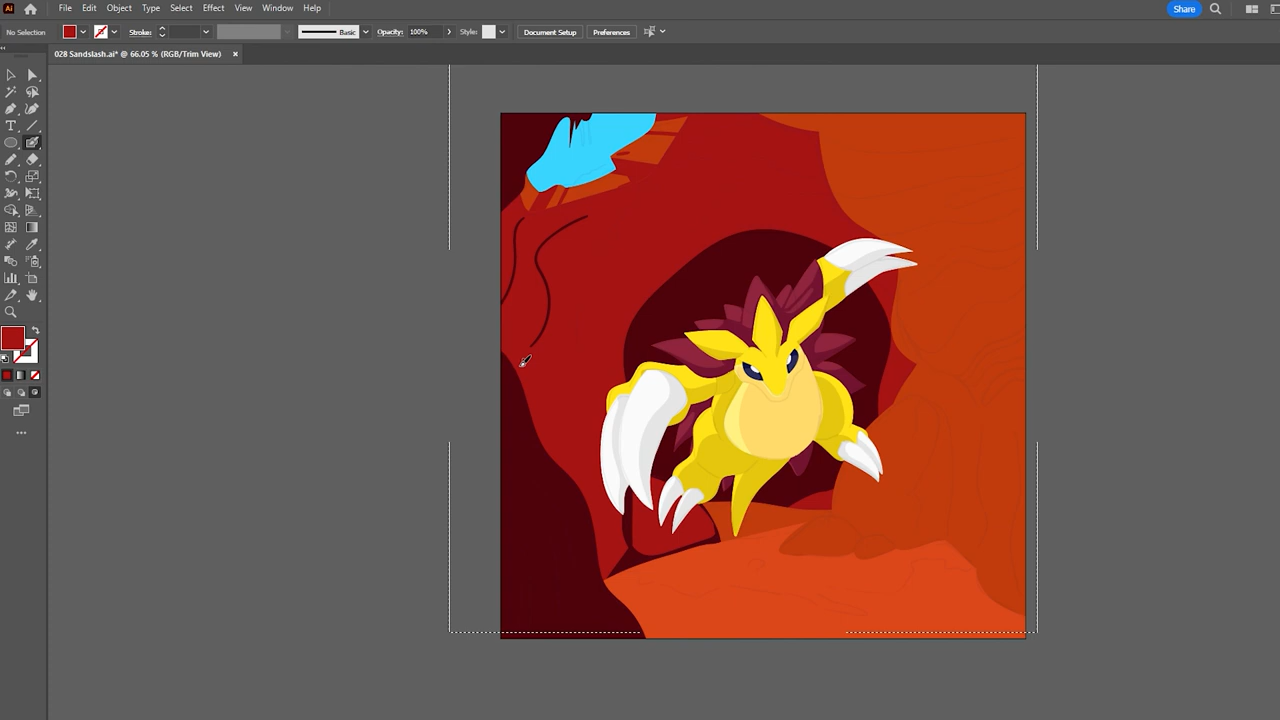 Ai File Edit Object Type Select Effect View Window Help Share
No Selection Stroke: Basic Opacity: 100% Style: Document Setup Preferences
028 Sandslash.ai* @ 66.05 % (RGB/Trim View) ×